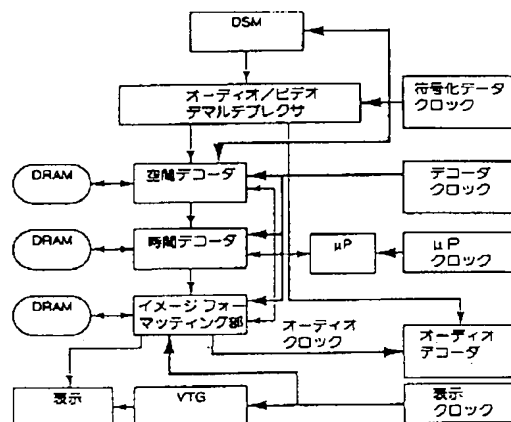 DSM
オーディオ／ビデオ
デマルチプレクサ
符号化データ
クロック
DRAM
空間デコーダ
デコーダ
クロック
DRAM
時間デコーダ
μP
μP
クロック
DRAM
イメージ フォー
マッティング部
オーディオ
クロック
オーディオ
デコーダ
表示
VTG
表示
クロック